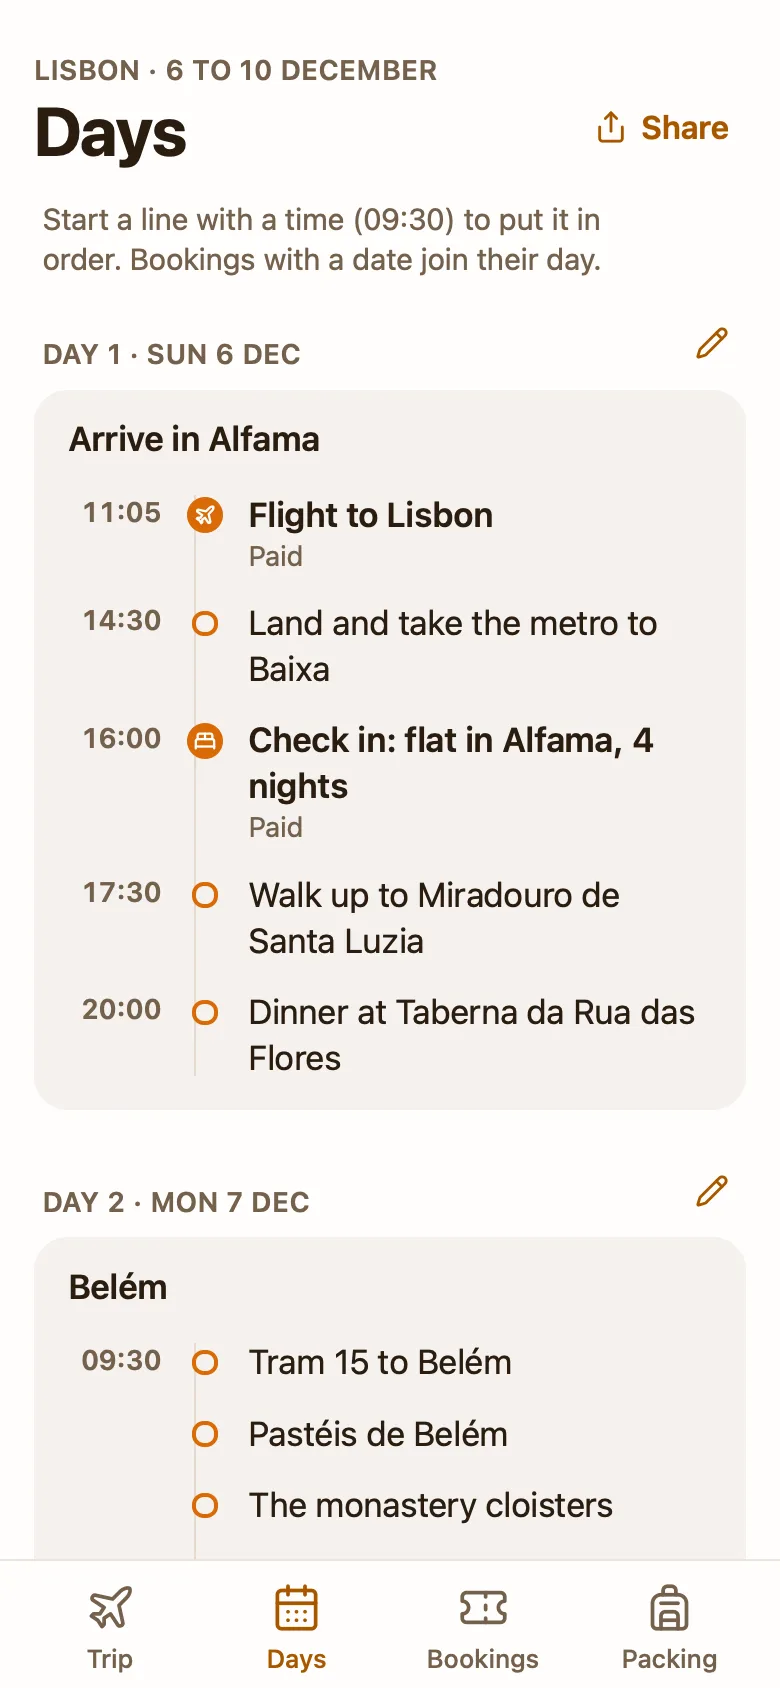 LISBON · 6 TO 10 DECEMBER
Days
Share
Start a line with a time (09:30) to put it in
order. Bookings with a date join their day.
DAY 1 · SUN 6 DEC
Arrive in Alfama
11:05 Flight to Lisbon
Paid
14:30 Land and take the metro to
Baixa
16:00 Check in: flat in Alfama, 4
nights
Paid
17:30 Walk up to Miradouro de
Santa Luzia
20:00 Dinner at Taberna da Rua das
Flores
DAY 2 · MON 7 DEC
Belém
09:30 Tram 15 to Belém
Pastéis de Belém
The monastery cloisters
Trip Days Bookings Packing